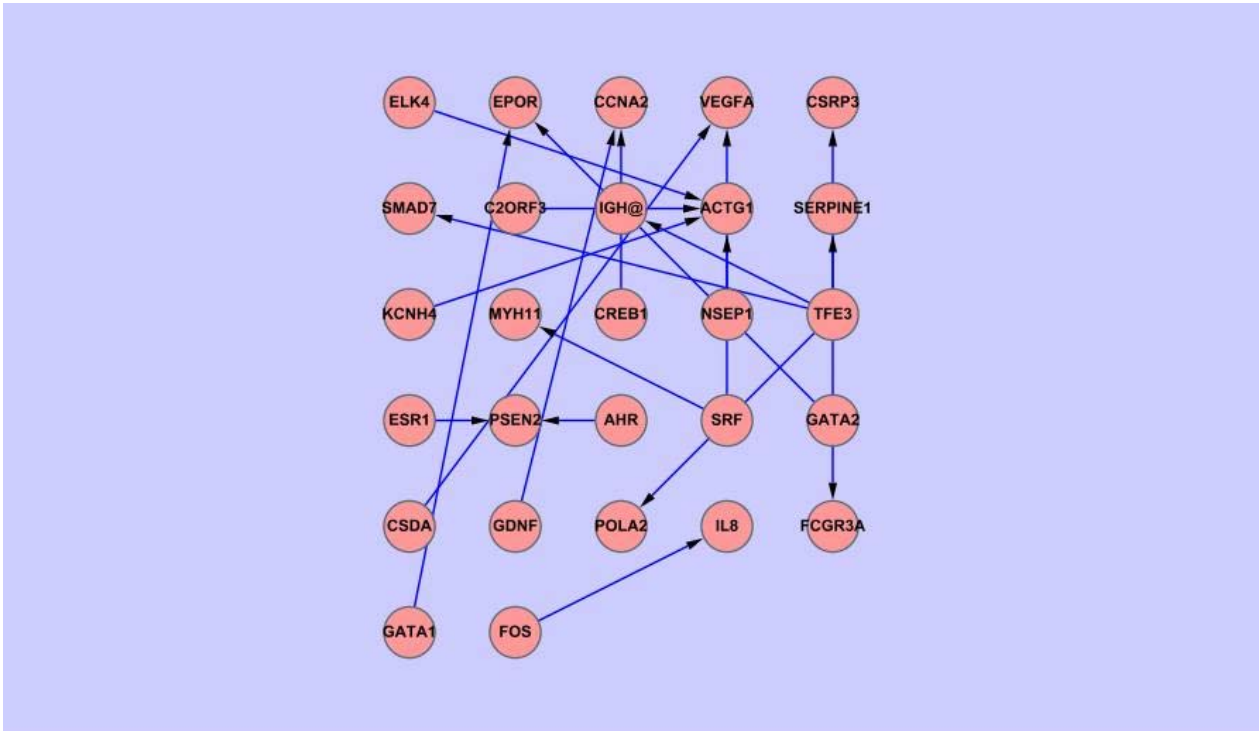 ELK4 EPOR CCNA2 VEGFA CSRP3
SMAD7 C2ORF3 IGH@ ACTG1 SERPINE1
KCNH4 MYH11 CREB1 NSEP1 TFE3
ESR1 PSEN2 AHR SRF GATA2
CSDA GDNF POLA2 IL8 FCGR3A
GATA1 FOS